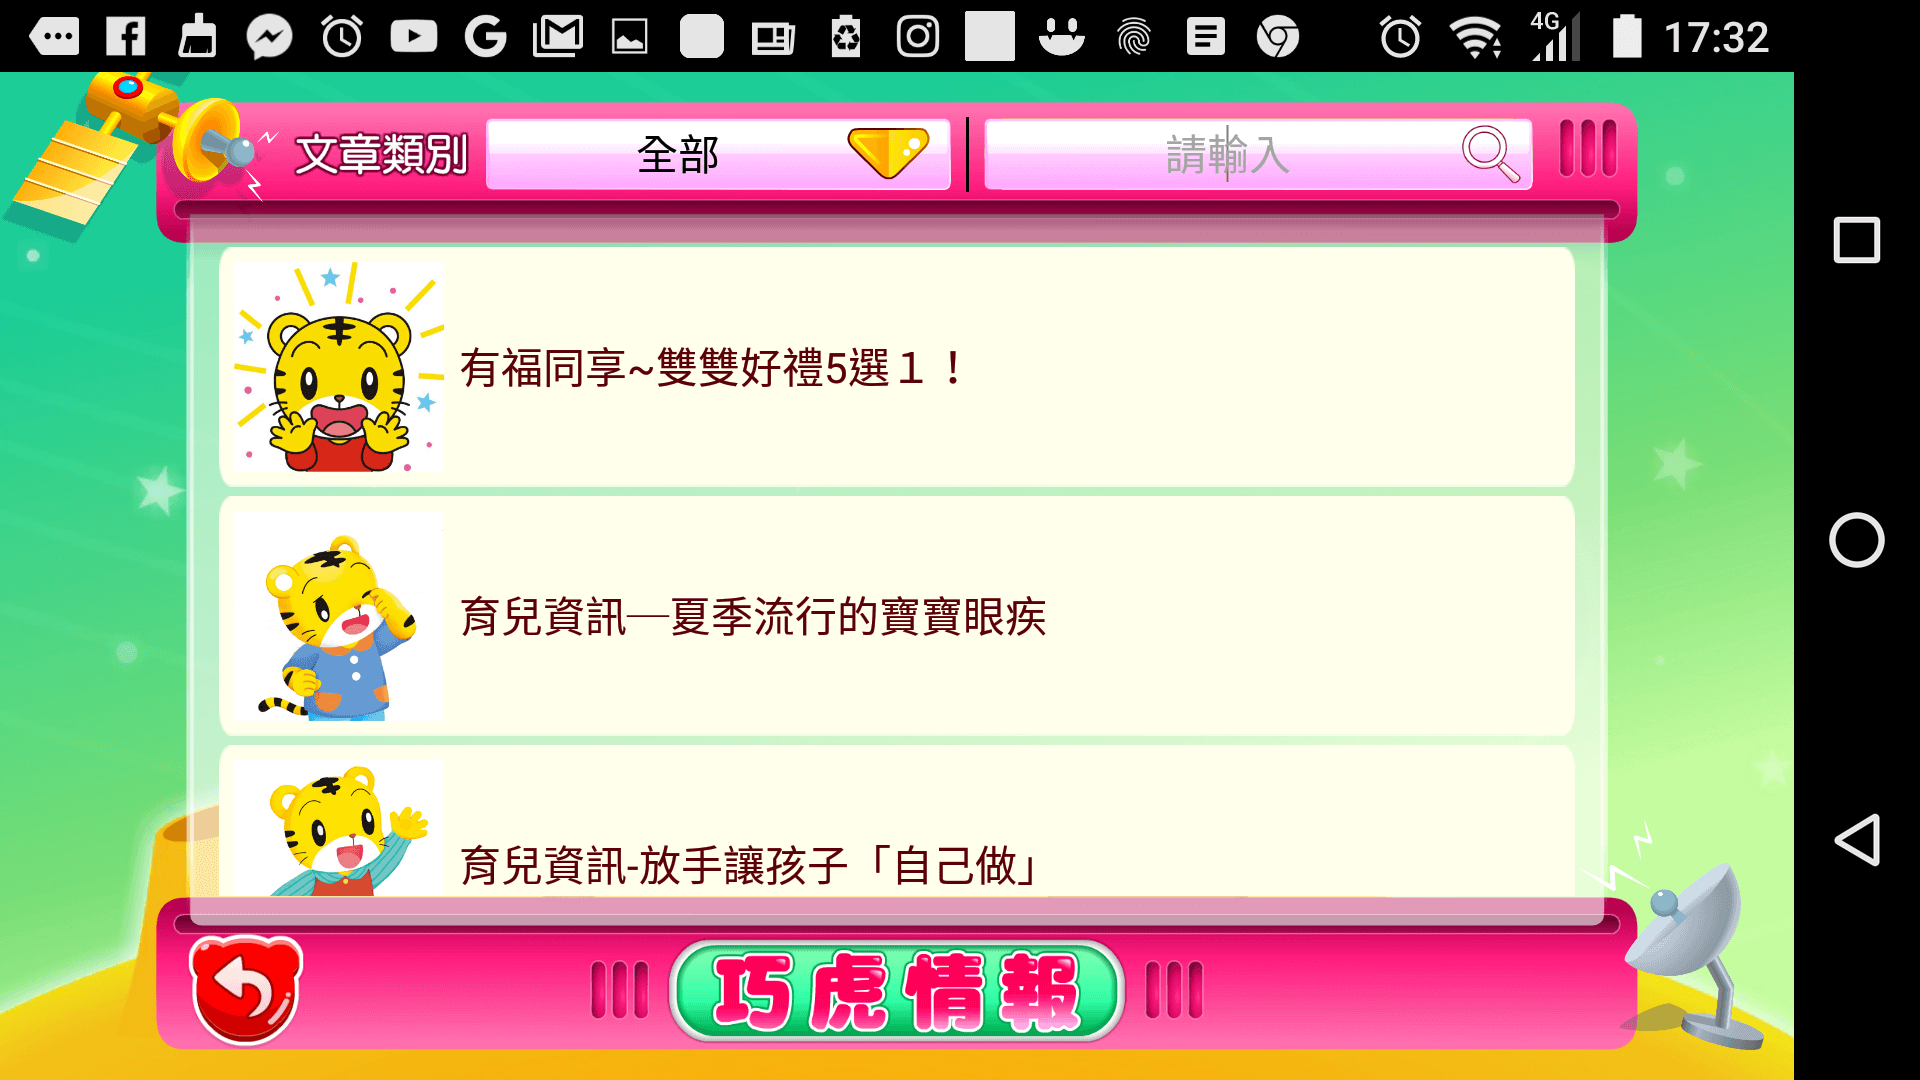 4G 17:32
文章類別 全部 請輸入
有福同享~雙雙好禮5選１！
育兒資訊─夏季流行的寶寶眼疾
育兒資訊-放手讓孩子「自己做」
巧虎情報